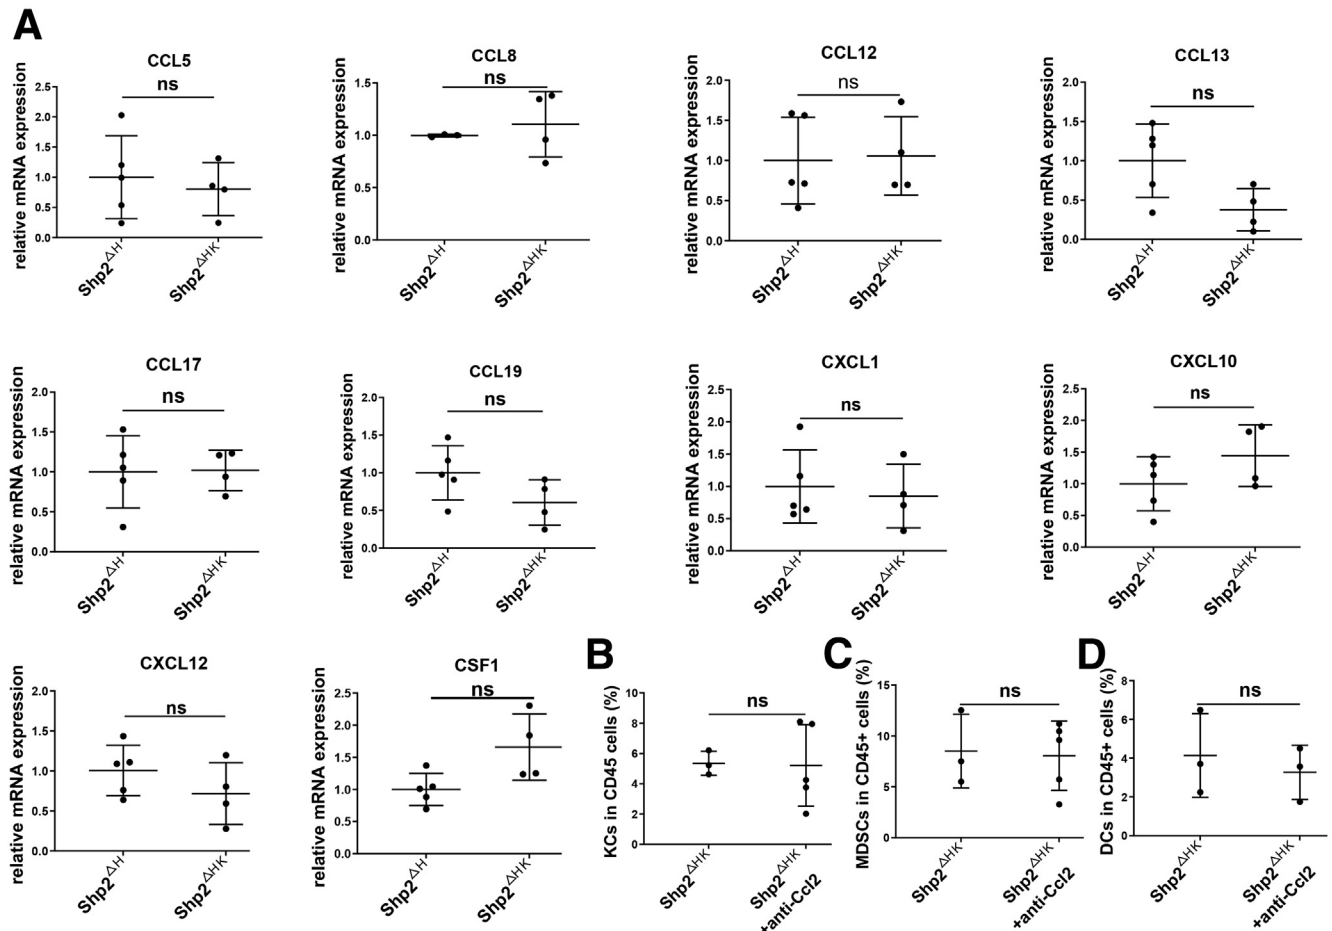 A
CCL5
relative mRNA expression
2.5
2.0
1.5
1.0
0.5
0.0
ns
Shp2ΔH
Shp2ΔHK
CCL8
relative mRNA expression
1.5
1.0
0.5
0.0
ns
Shp2ΔH
Shp2ΔHK
CCL12
relative mRNA expression
2.0
1.5
1.0
0.5
0.0
ns
Shp2ΔH
Shp2ΔHK
CCL13
relative mRNA expression
2.0
1.5
1.0
0.5
0.0
ns
Shp2ΔH
Shp2ΔHK
CCL17
relative mRNA expression
2.0
1.5
1.0
0.5
0.0
ns
Shp2ΔH
Shp2ΔHK
CCL19
relative mRNA expression
2.0
1.5
1.0
0.5
0.0
ns
Shp2ΔH
Shp2ΔHK
CXCL1
relative mRNA expression
2.5
2.0
1.5
1.0
0.5
0.0
ns
Shp2ΔH
Shp2ΔHK
CXCL10
relative mRNA expression
2.5
2.0
1.5
1.0
0.5
0.0
ns
Shp2ΔH
Shp2ΔHK
CXCL12
relative mRNA expression
2.0
1.5
1.0
0.5
0.0
ns
Shp2ΔH
Shp2ΔHK
CSF1
relative mRNA expression
2.5
2.0
1.5
1.0
0.5
0.0
ns
Shp2ΔH
Shp2ΔHK
B
KCs in CD45 cells (%)
10
8
6
4
2
0
ns
Shp2ΔHK
Shp2ΔHK
+anti-Ccl2
C
MDSCs in CD45+ cells (%)
15
10
5
0
ns
Shp2ΔHK
Shp2ΔHK
+anti-Ccl2
D
DCs in CD45+ cells (%)
8
6
4
2
0
ns
Shp2ΔHK
Shp2ΔHK
+anti-Ccl2